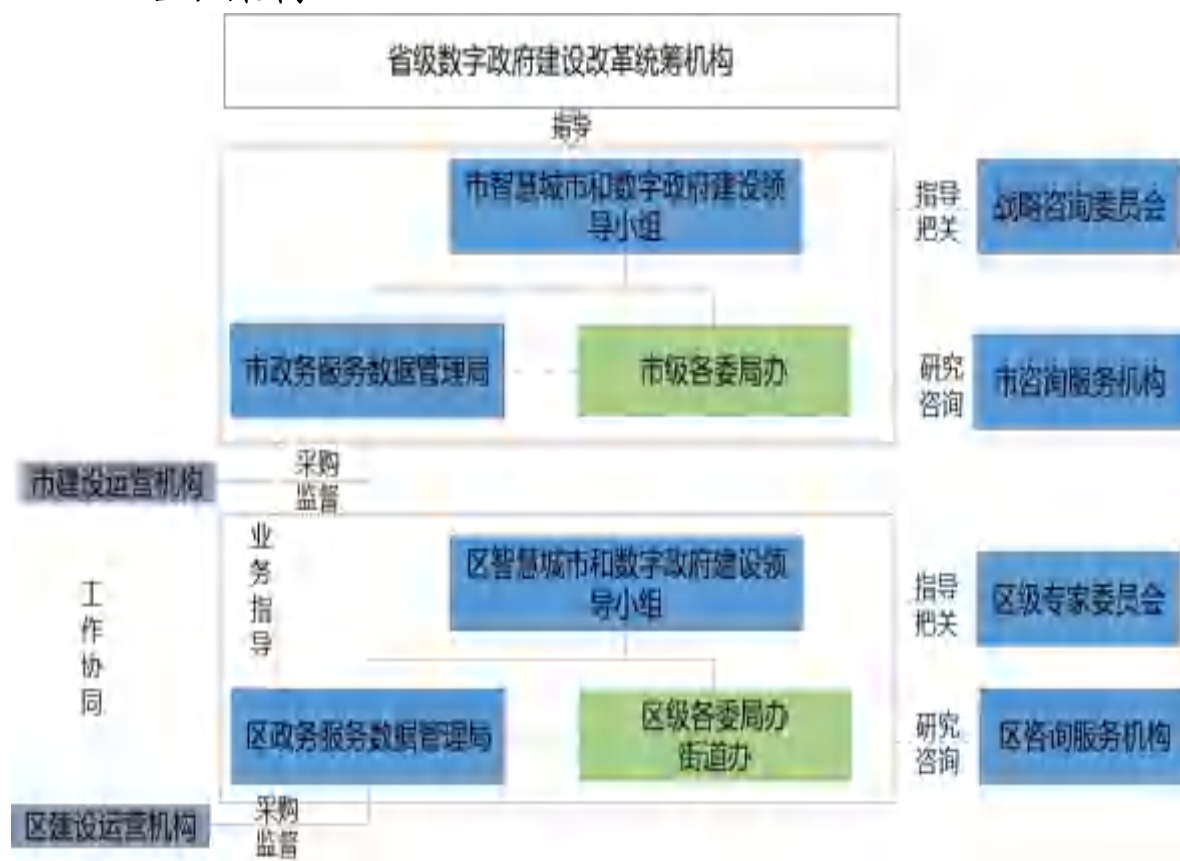 省级数字政府建设改革统筹机构
指导
市智慧城市和数字政府建设领
导小组
指导
把关
战略咨询委员会
市政务服务数据管理局
市级各委局办
研究
咨询
市咨询服务机构
市建设运营机构
采购
监督
业务指导
工作协同
区智慧城市和数字政府建设领
导小组
指导
把关
区级专家委员会
区政务服务数据管理局
区级各委局办
街道办
研究
咨询
区咨询服务机构
区建设运营机构
采购
监督